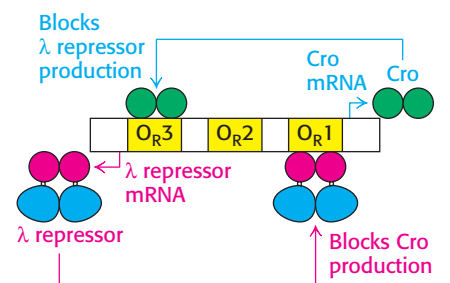 Blocks
λ repressor
production
Cro
mRNA
Cro
OR3
OR2
OR1
λ repressor
mRNA
λ repressor
Blocks Cro
production